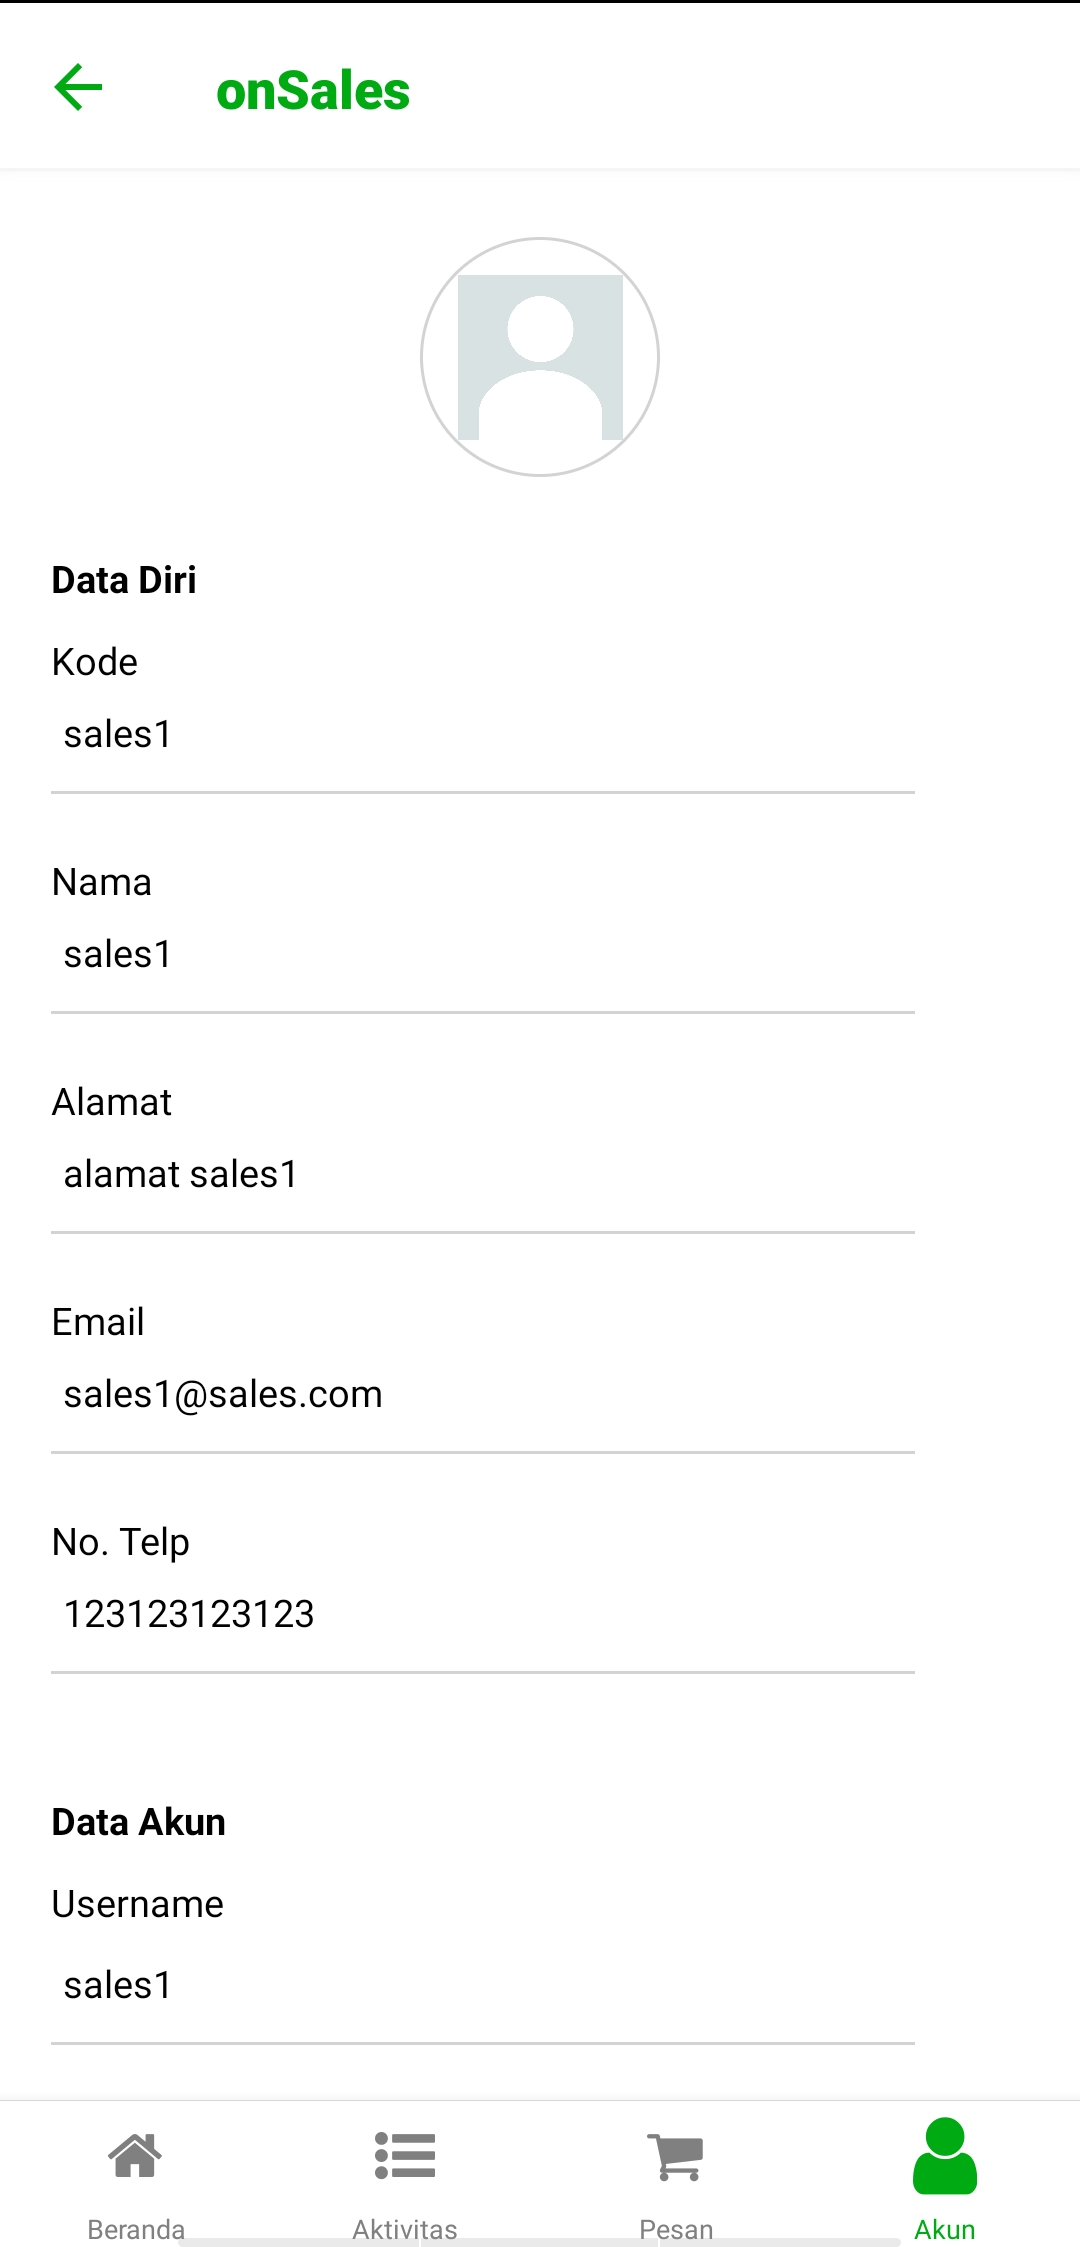 onSales
Data Diri
Kode
sales1
Nama
sales1
Alamat
alamat sales1
Email
sales1@sales.com
No. Telp
123123123123
Data Akun
Username
sales1
Beranda Aktivitas Pesan Akun